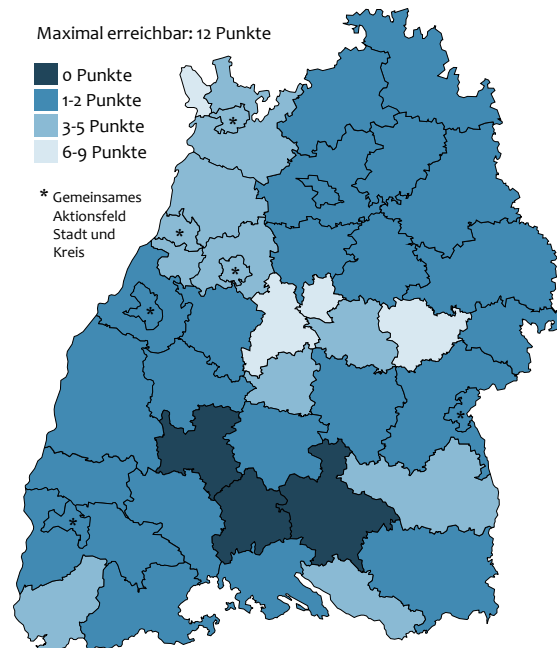 Maximal erreichbar: 12 Punkte
0 Punkte
1-2 Punkte
3-5 Punkte
6-9 Punkte
* Gemeinsames
Aktionsfeld
Stadt und
Kreis
*
*
*
*
*
*